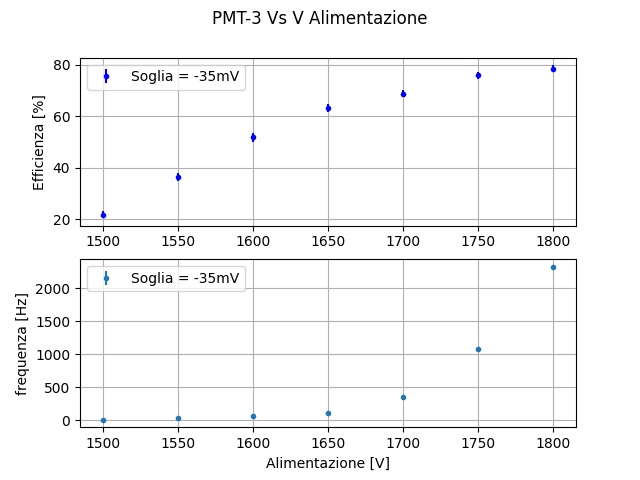 PMT-3 Vs V Alimentazione
Soglia = -35mV
Efficienza [%]
80
60
40
20
1500 1550 1600 1650 1700 1750 1800
Soglia = -35mV
frequenza [Hz]
2000
1500
1000
500
0
1500 1550 1600 1650 1700 1750 1800
Alimentazione [V]